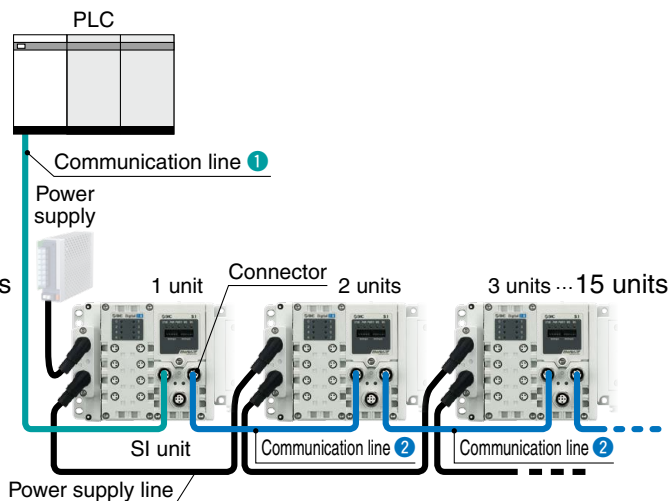 PLC
Communication line 1
Power
supply
s
1 unit
Connector
2 units
3 units ··· 15 units
SI unit
Communication line 2
Communication line 2
Power supply line